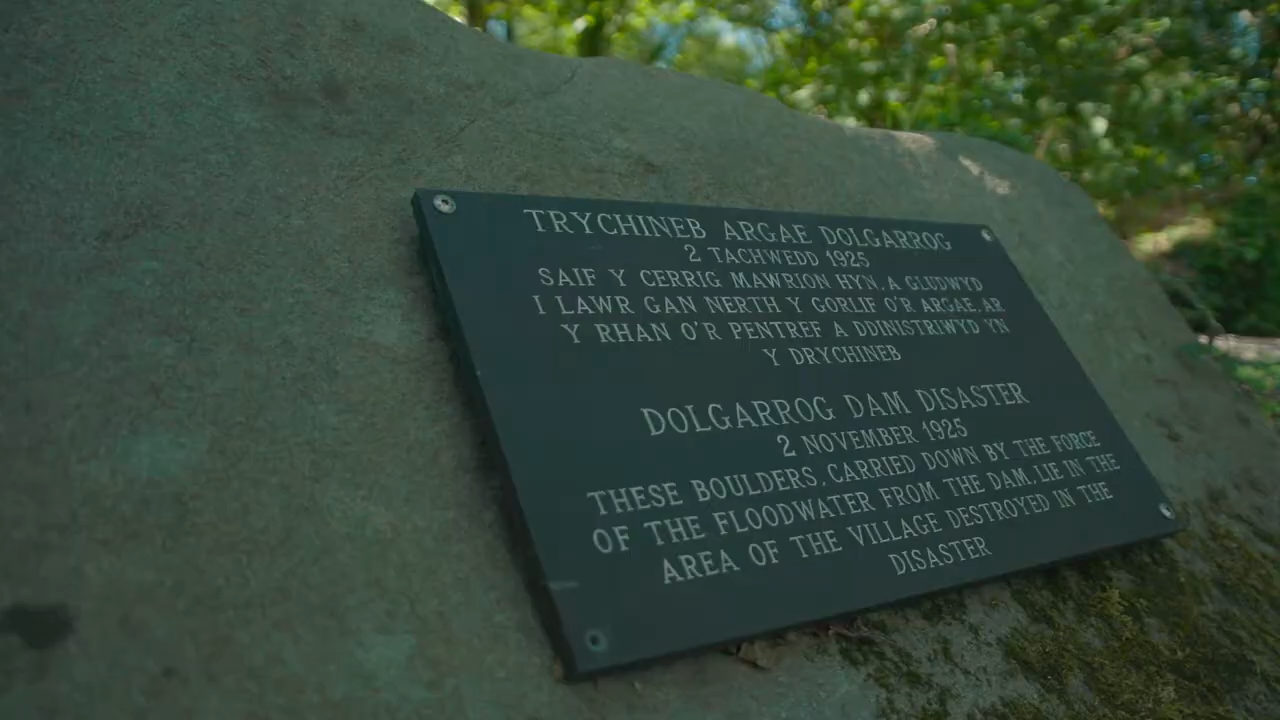 TRYCHINEB ARGAE DOLGARROG
2 TACHWEDD 1925
SAIF Y CERRIG MAWRION HYN, A GLUDWYD
I LAWR GAN NERTH Y GORLIF O'R ARGAE, AR
Y RHAN O'R PENTREF A DDINISTRIWYD YN
Y DRYCHINEB
DOLGARROG DAM DISASTER
2 NOVEMBER 1925
THESE BOULDERS, CARRIED DOWN BY THE FORCE
OF THE FLOODWATER FROM THE DAM, LIE IN THE
AREA OF THE VILLAGE DESTROYED IN THE
DISASTER